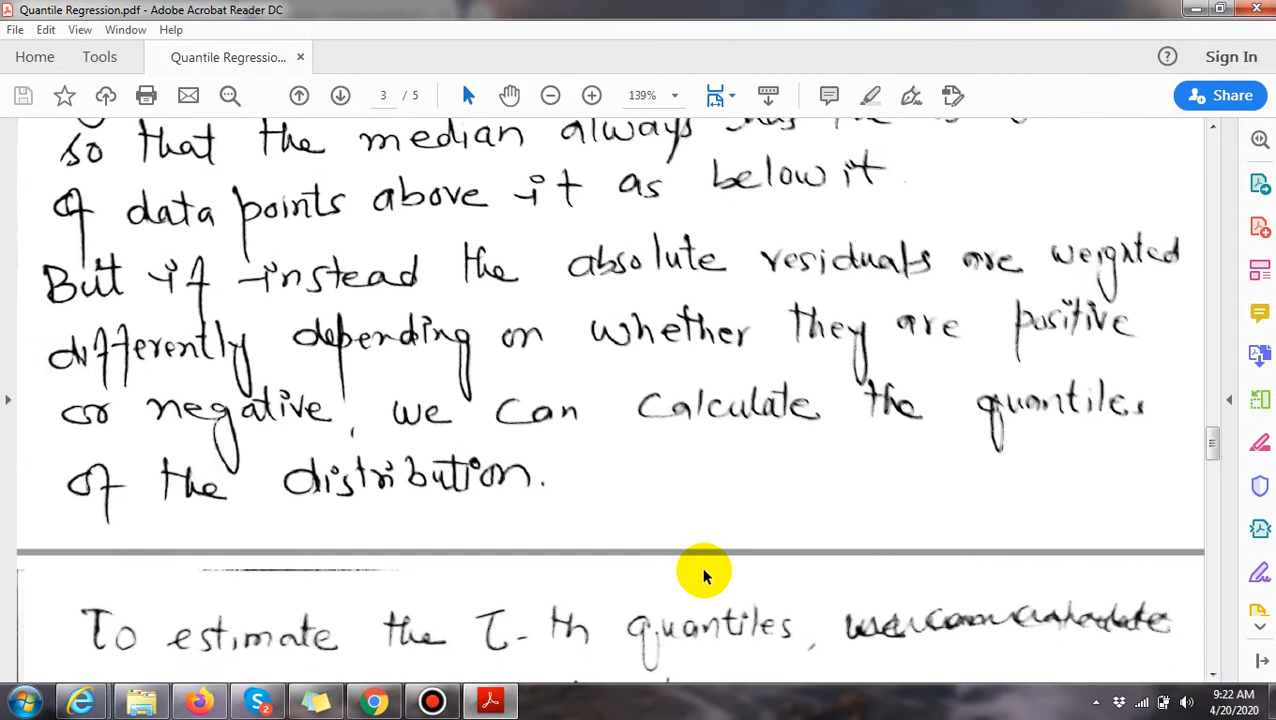 Quantile Regression.pdf - Adobe Acrobat Reader DC
File Edit View Window Help
Home Tools Quantile Regressio... ×
Sign In
3 / 5
139%
Share
so that the median always has the
of data points above it as below it
But if instead the absolute residuals are weighted
differently depending on whether they are positive
or negative, we can calculate the quantiles
of the distribution.
To estimate the τ-th quantiles,
9:22 AM
4/20/2020